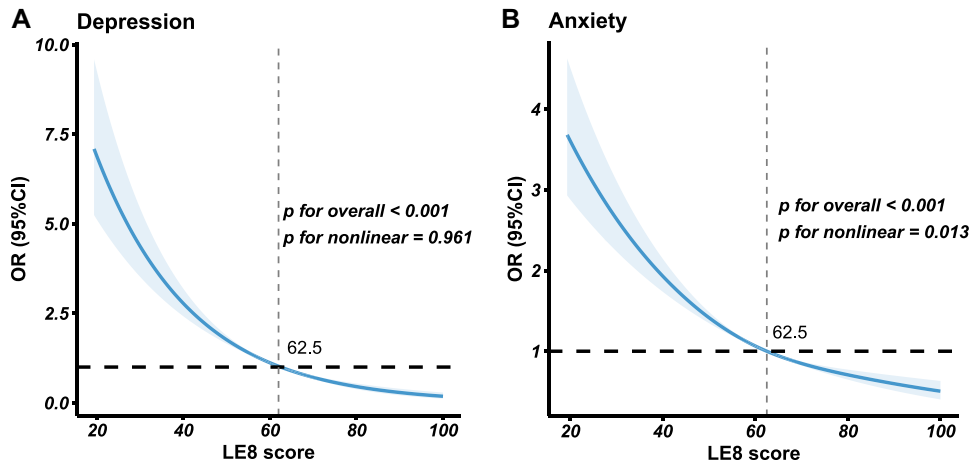 A Depression
OR (95%CI)
10.0
7.5
5.0
2.5
0.0
p for overall < 0.001
p for nonlinear = 0.961
62.5
20 40 60 80 100
LE8 score
B Anxiety
OR (95%CI)
4
3
2
1
p for overall < 0.001
p for nonlinear = 0.013
62.5
20 40 60 80 100
LE8 score